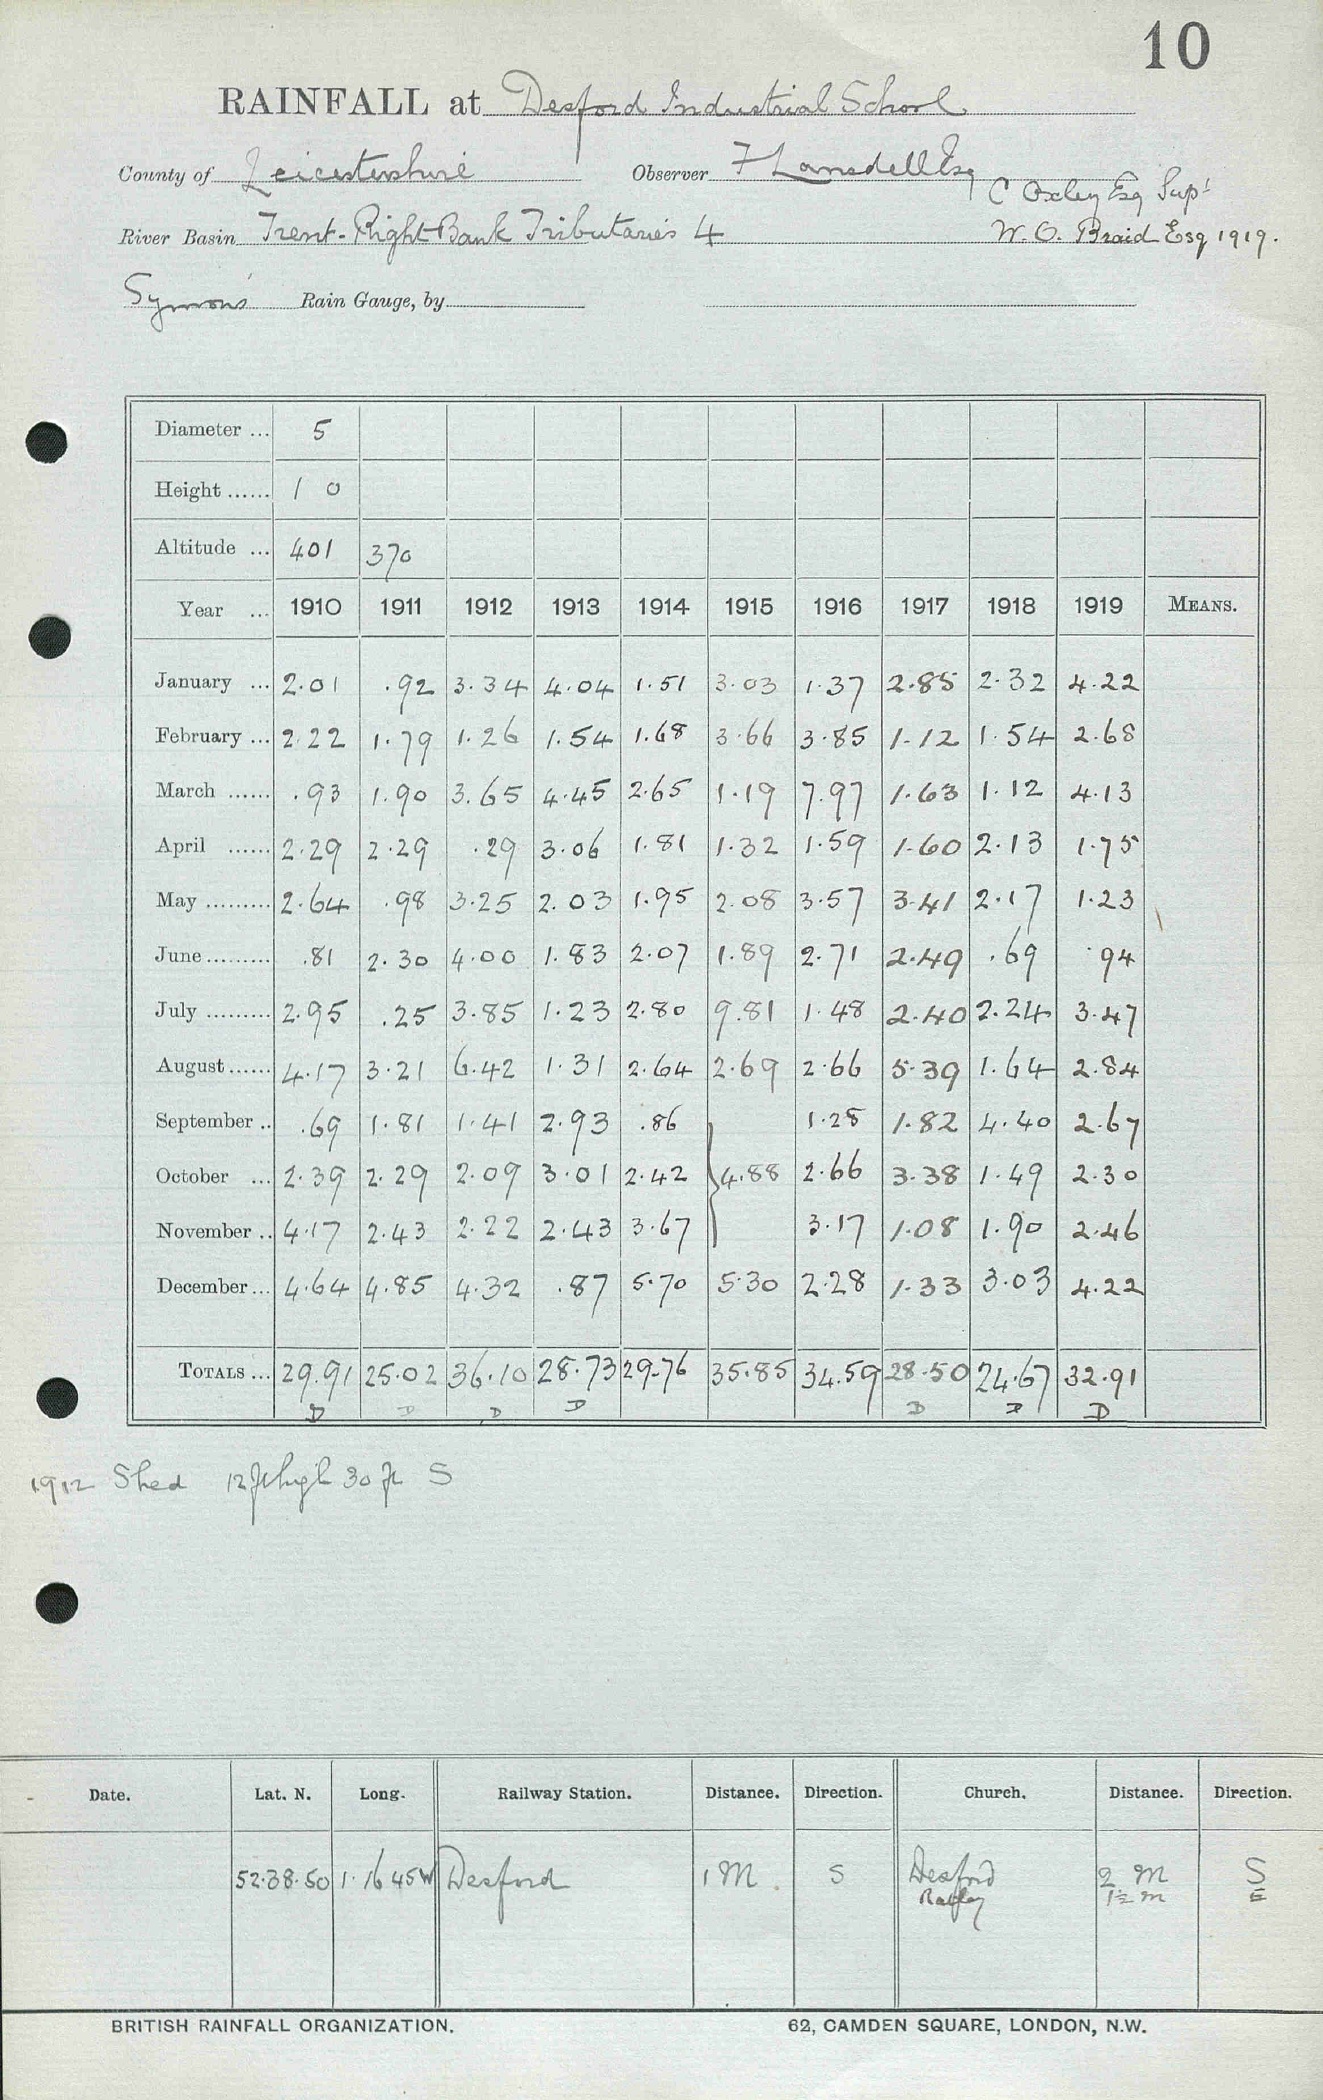 10
RAINFALL at Desford Industrial School
County of Leicestershire Observer F Lansdell Esq
C Oxley Esq Supt
River Basin Trent-Right Bank Tributaries 4 W. O. Braid Esq 1919.
Symons' Rain Gauge, by
Diameter ... 5
Height ...... 1 0
Altitude ... 401 370
Year ... 1910 1911 1912 1913 1914 1915 1916 1917 1918 1919 MEANS.
January ... 2.01 .92 3.34 4.04 1.51 3.03 1.37 2.85 2.32 4.22
February ... 2.22 1.79 1.26 1.54 1.68 3.66 3.85 1.12 1.54 2.68
March ...... .93 1.90 3.65 4.45 2.65 1.19 7.97 1.63 1.12 4.13
April ...... 2.29 2.29 .29 3.06 1.81 1.32 1.59 1.60 2.13 1.75
May ......... 2.64 .98 3.25 2.03 1.95 2.08 3.57 3.41 2.17 1.23
June ......... .81 2.30 4.00 1.83 2.07 1.89 2.71 2.49 .69 .94
July ......... 2.95 .25 3.85 1.23 2.80 9.81 1.48 2.40 2.24 3.47
August ...... 4.17 3.21 6.42 1.31 2.64 2.69 2.66 5.39 1.64 2.84
September .. .69 1.81 1.41 2.93 .86 1.28 1.82 4.40 2.67
October ... 2.39 2.29 2.09 3.01 2.42 4.88 2.66 3.38 1.49 2.30
November .. 4.17 2.43 2.22 2.43 3.67 3.17 1.08 1.90 2.46
December ... 4.64 4.85 4.32 .87 5.70 5.30 2.28 1.33 3.03 4.22
TOTALS ... 29.91 25.02 36.10 28.73 29.76 35.85 34.59 28.50 24.67 32.91
D D D D D D D
1912 Shed 12 ft high 30 ft S
Date. Lat. N. Long. Railway Station. Distance. Direction. Church. Distance. Direction.
52.38.50 1.16 45W Desford 1 M S Desford 2 M S
Ratby 1½ m E
BRITISH RAINFALL ORGANIZATION. 62, CAMDEN SQUARE, LONDON, N.W.